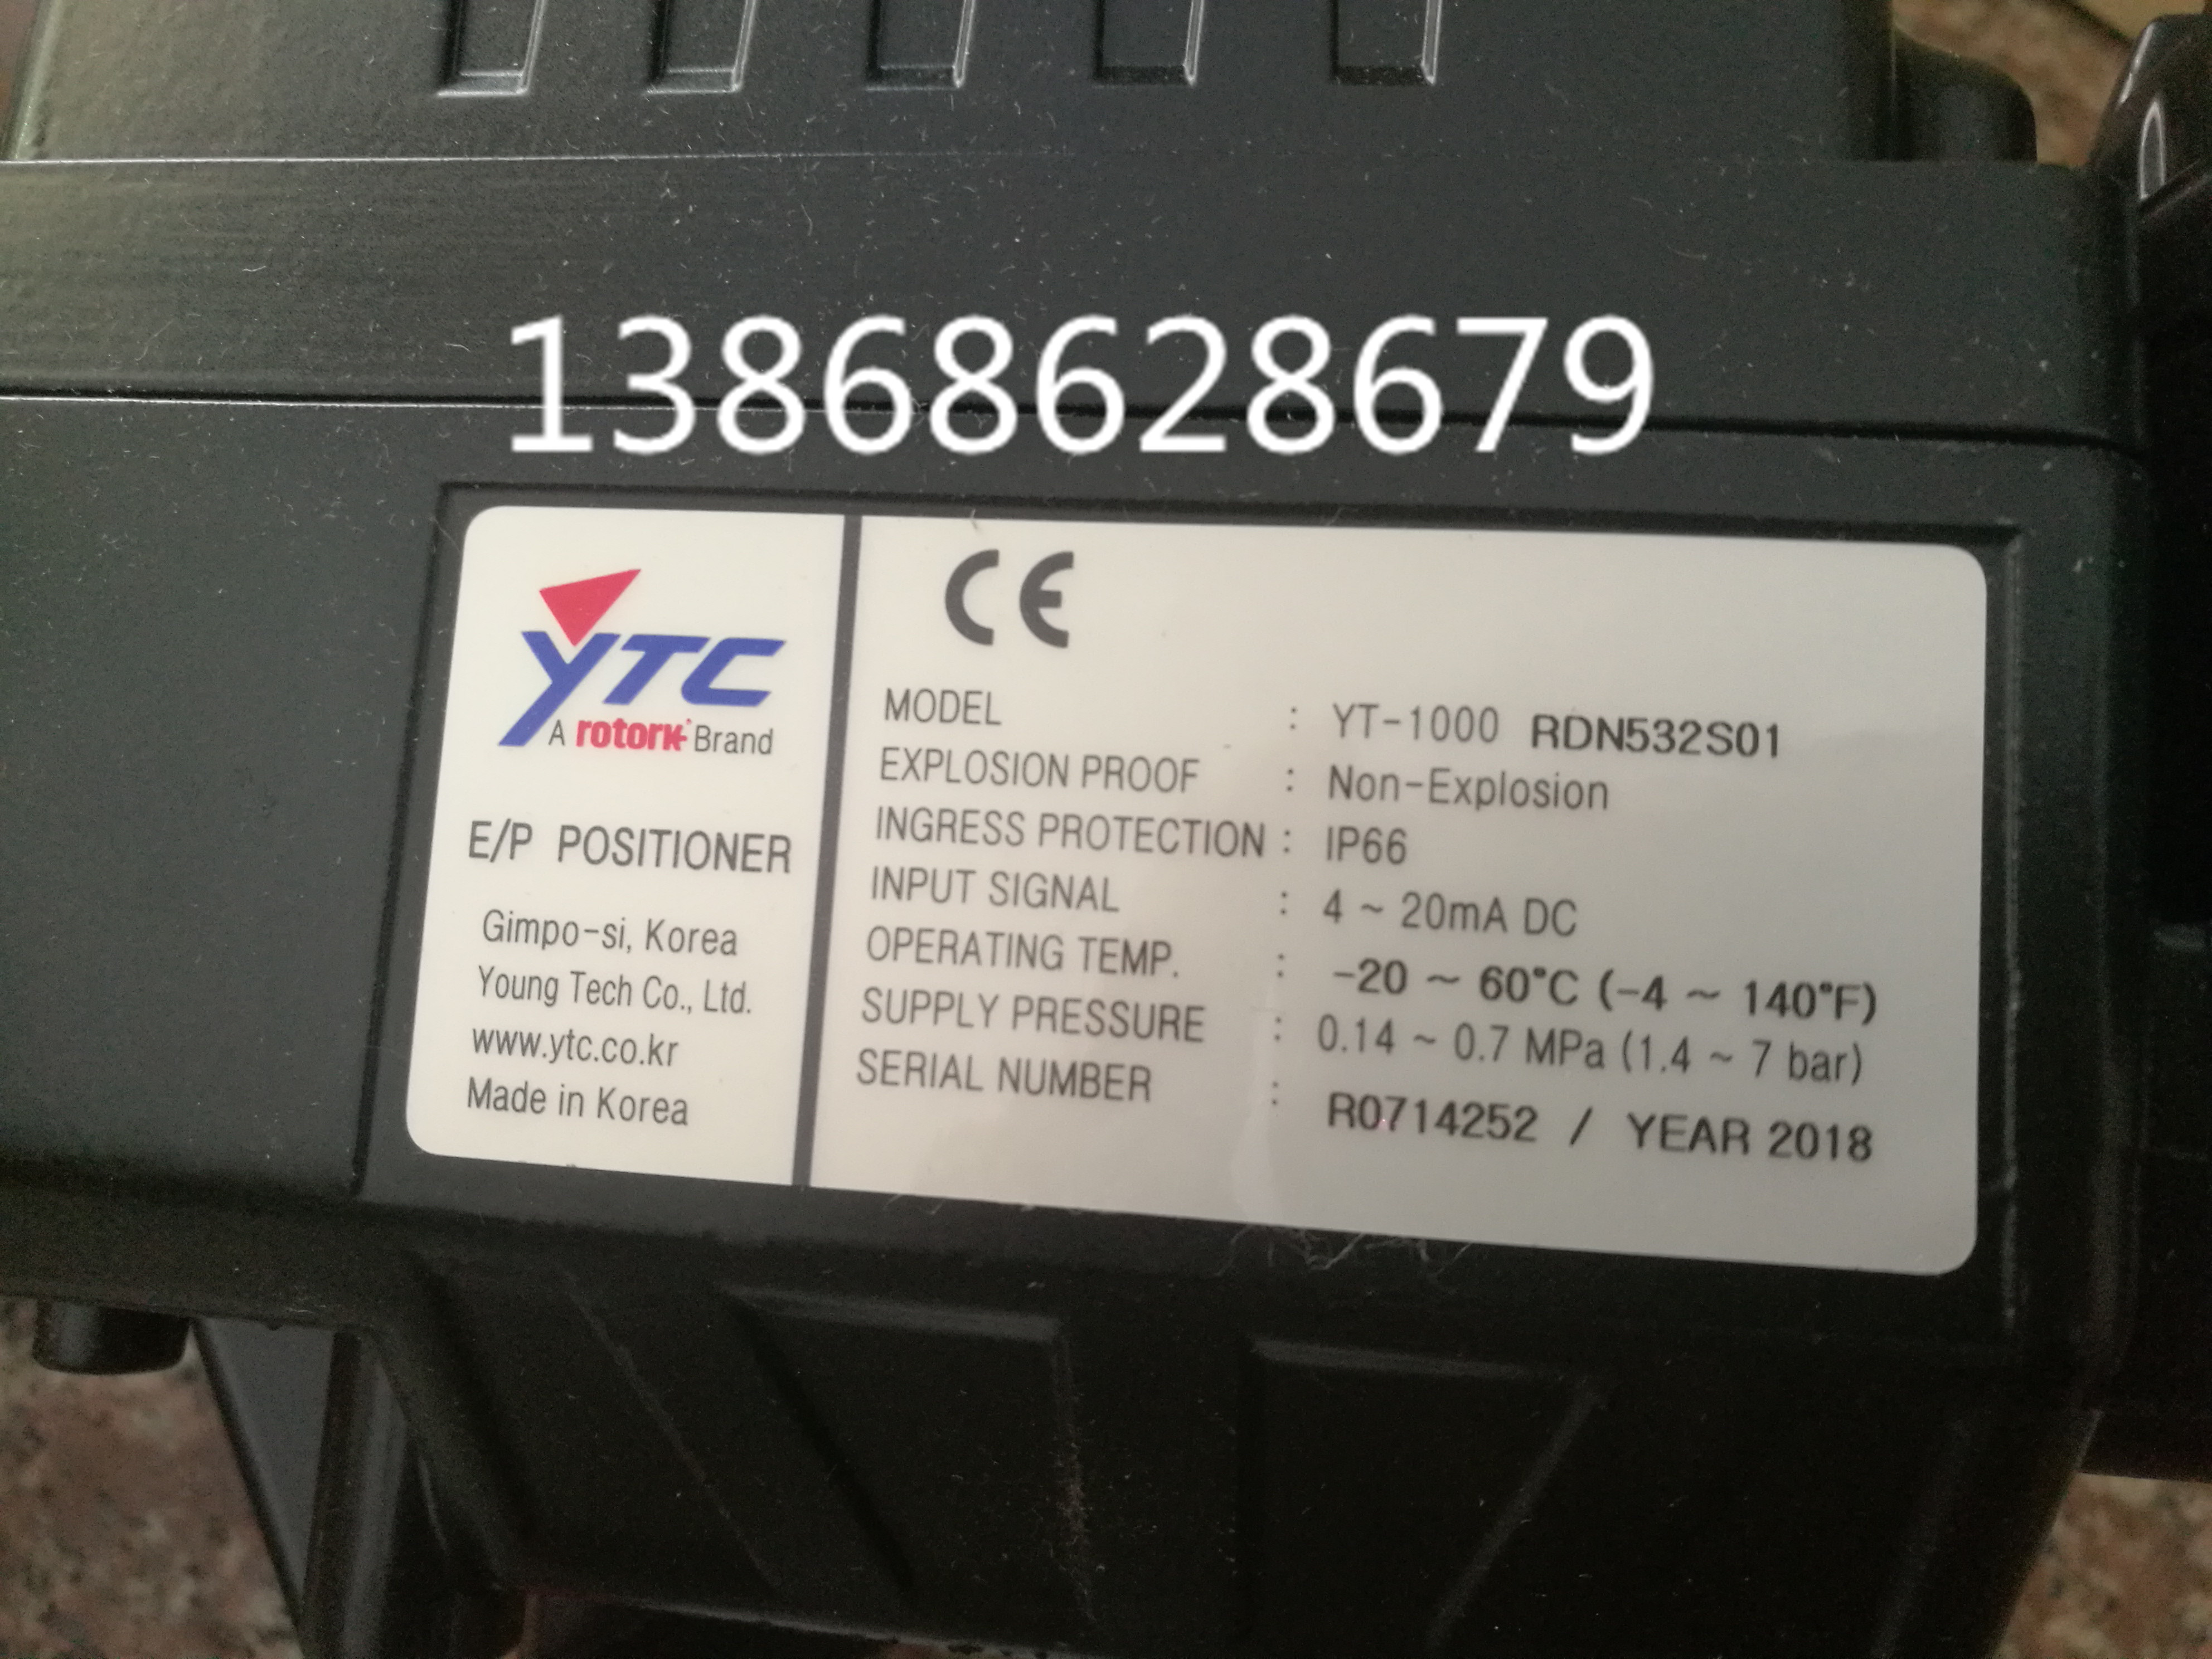 13868628679
YTC
A rotork Brand
E/P POSITIONER
Gimpo-si, Korea
Young Tech Co., Ltd.
www.ytc.co.kr
Made in Korea
CE
MODEL : YT-1000 RDN532S01
EXPLOSION PROOF : Non-Explosion
INGRESS PROTECTION : IP66
INPUT SIGNAL : 4 ~ 20mA DC
OPERATING TEMP. : -20 ~ 60°C (-4 ~ 140°F)
SUPPLY PRESSURE : 0.14 ~ 0.7 MPa (1.4 ~ 7 bar)
SERIAL NUMBER : R0714252 / YEAR 2018